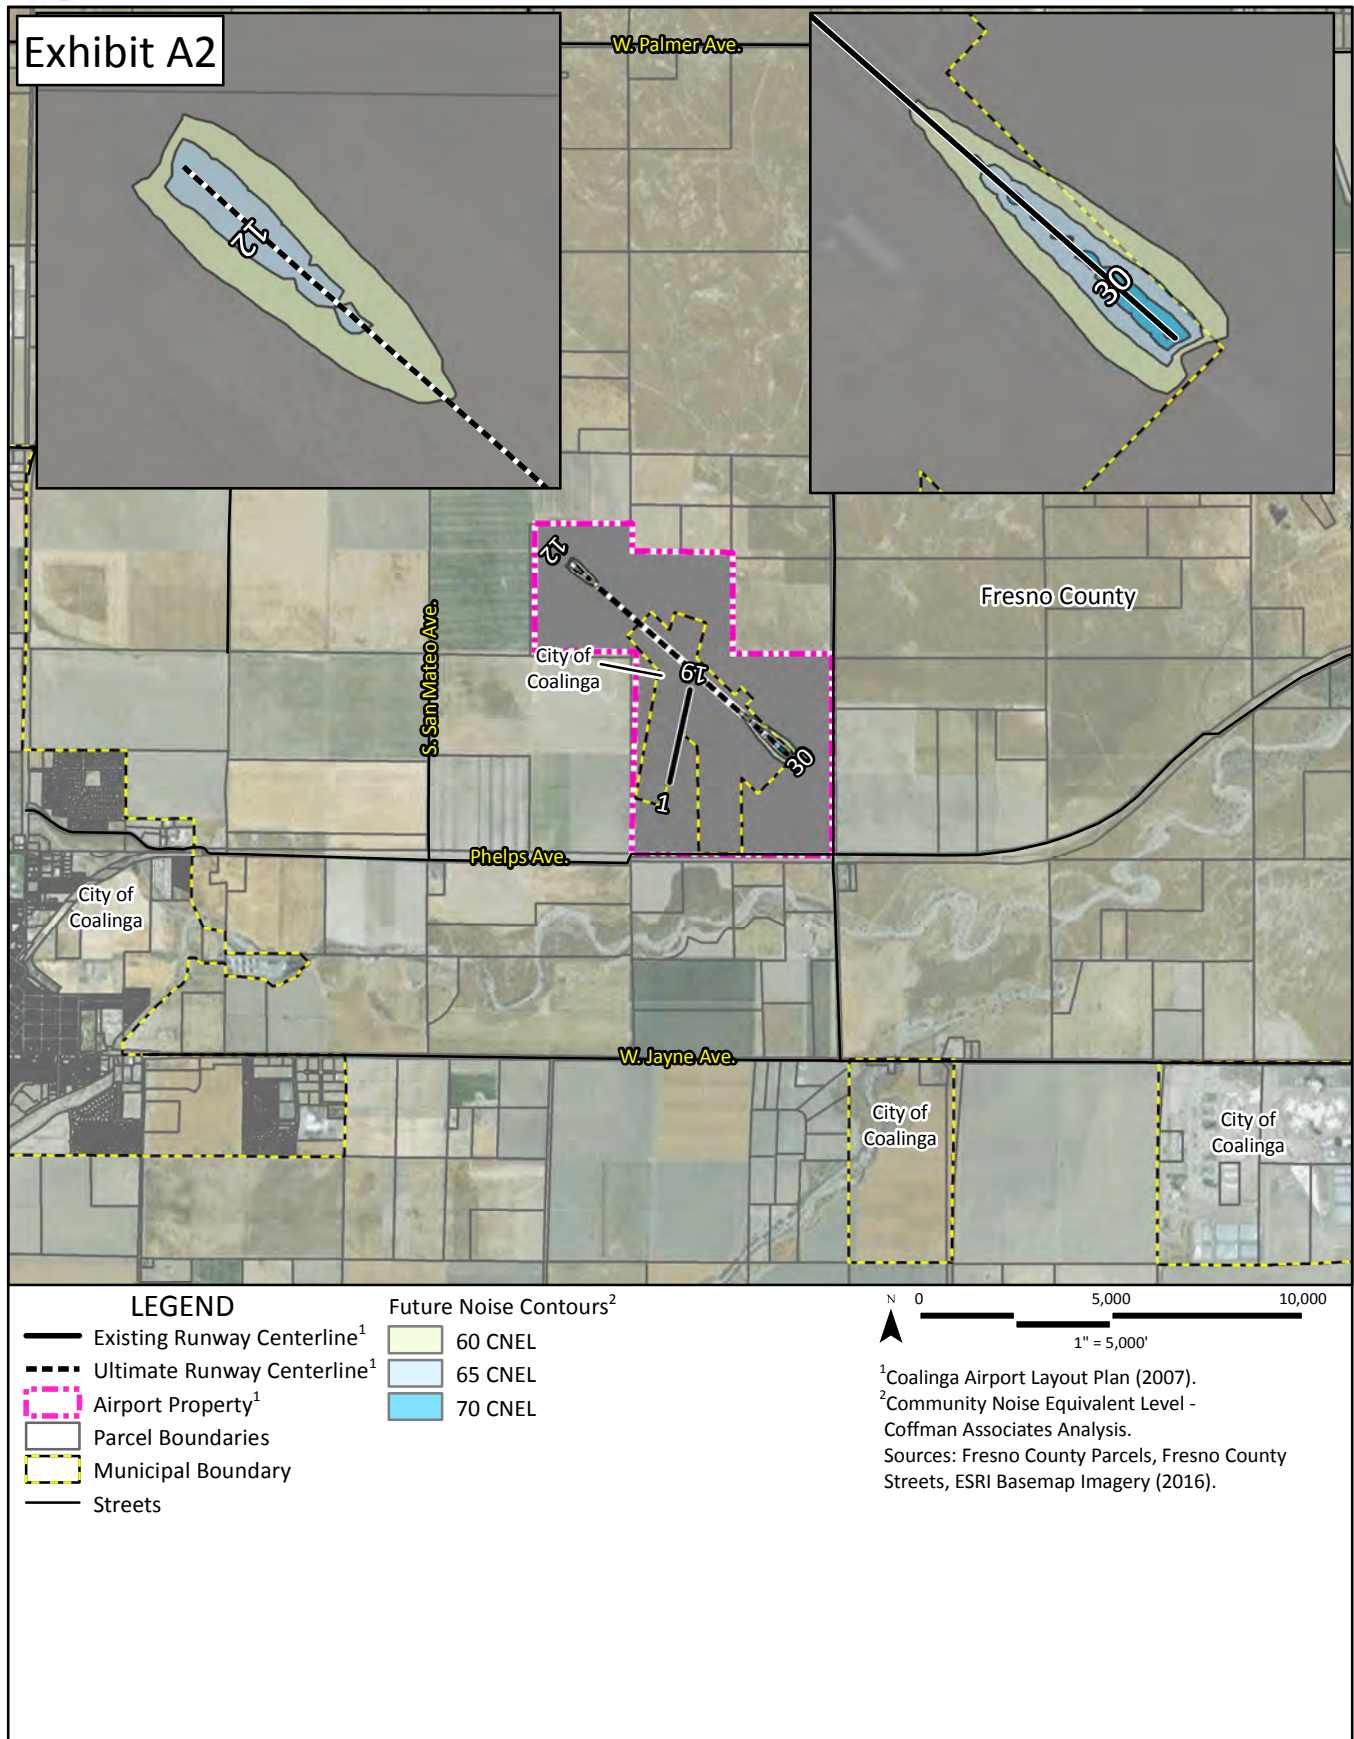 Exhibit A2
W. Palmer Ave.
12
30
12
Fresno County
S. San Mateo Ave.
City of
Coalinga
19
30
1
Phelps Ave.
City of
Coalinga
W. Jayne Ave.
City of
Coalinga
City of
Coalinga
LEGEND
Existing Runway Centerline¹
Ultimate Runway Centerline¹
Airport Property¹
Parcel Boundaries
Municipal Boundary
Streets
Future Noise Contours²
60 CNEL
65 CNEL
70 CNEL
N
0 5,000 10,000
1" = 5,000'
¹Coalinga Airport Layout Plan (2007).
²Community Noise Equivalent Level -
Coffman Associates Analysis.
Sources: Fresno County Parcels, Fresno County
Streets, ESRI Basemap Imagery (2016).